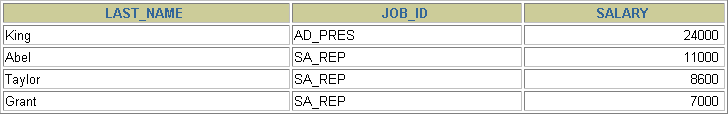 LAST_NAME JOB_ID SALARY
King AD_PRES 24000
Abel SA_REP 11000
Taylor SA_REP 8600
Grant SA_REP 7000